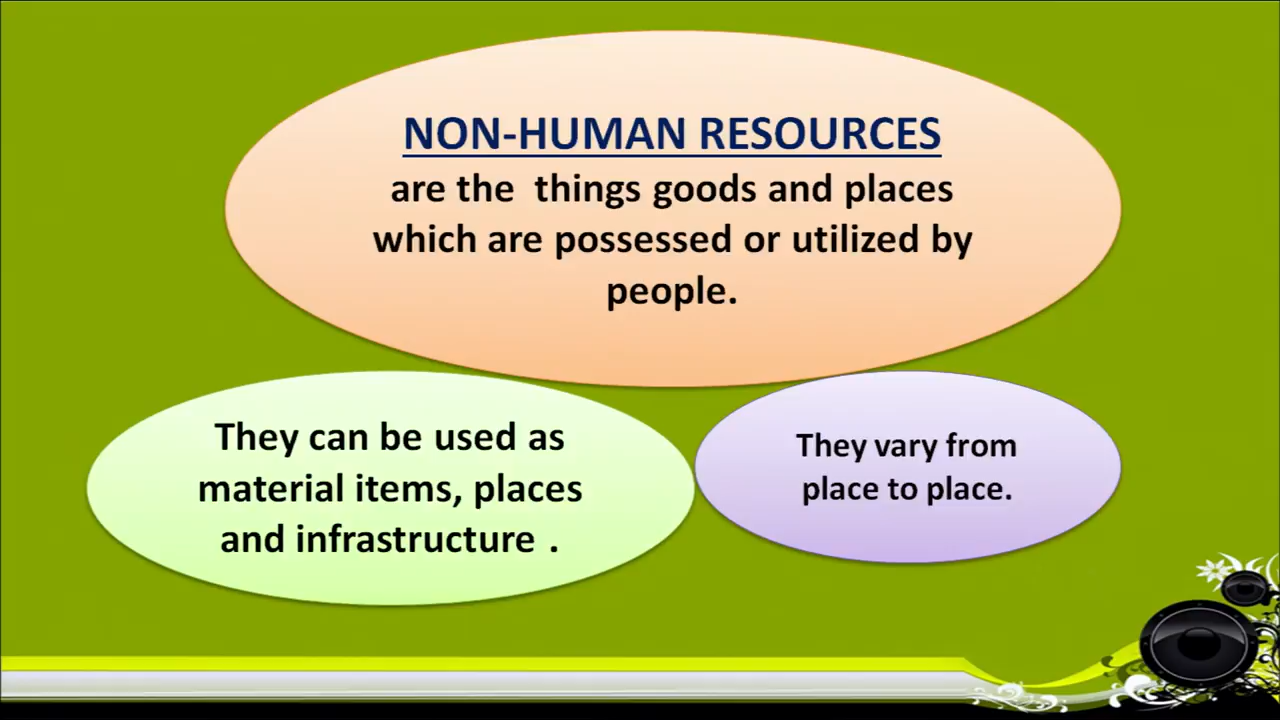 NON-HUMAN RESOURCES
are the things goods and places
which are possessed or utilized by
people.
They can be used as
material items, places
and infrastructure .
They vary from
place to place.